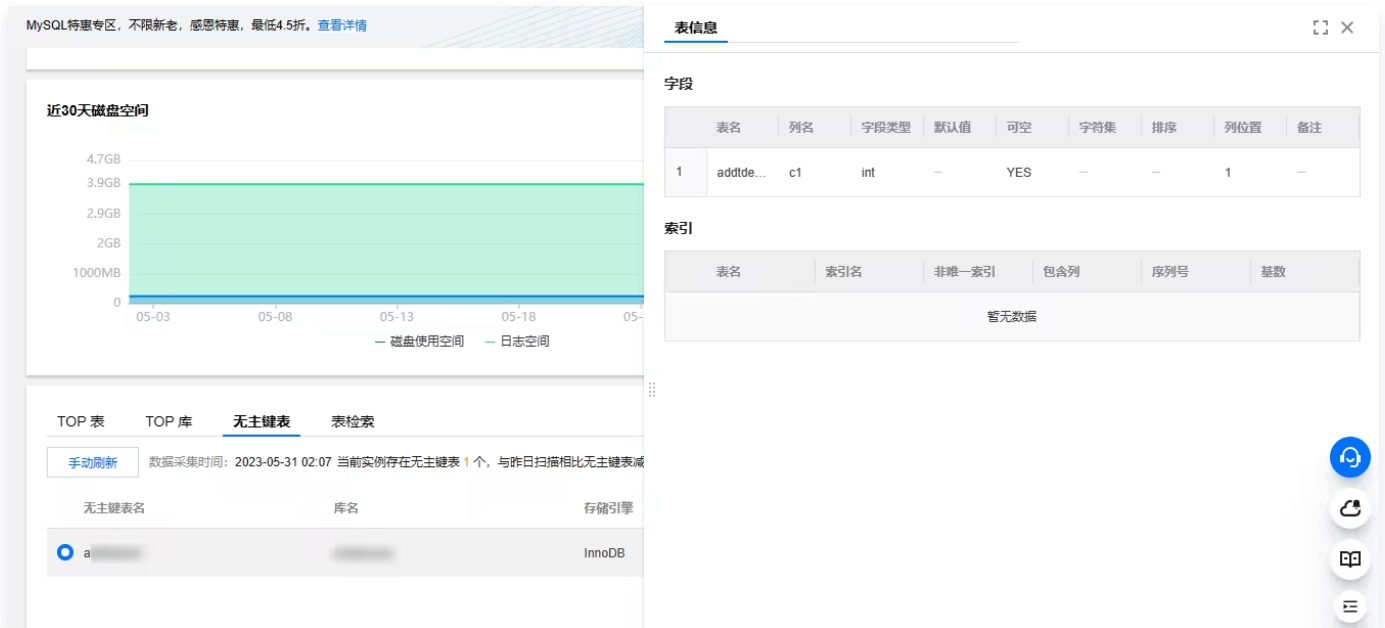 MySQL特惠专区，不限新老，感恩特惠，最低4.5折。查看详情
近30天磁盘空间
4.7GB
3.9GB
2.9GB
2GB
1000MB
0
05-03 05-08 05-13 05-18 05-
磁盘使用空间 日志空间
TOP 表 TOP 库 无主键表 表检索
手动刷新 数据采集时间：2023-05-31 02:07 当前实例存在无主键表 1 个，与昨日扫描相比无主键表减
无主键表名 库名 存储引擎
a InnoDB
表信息
字段
表名 列名 字段类型 默认值 可空 字符集 排序 列位置 备注
1 addtde... c1 int — YES — — 1 —
索引
表名 索引名 非唯一索引 包含列 序列号 基数
暂无数据